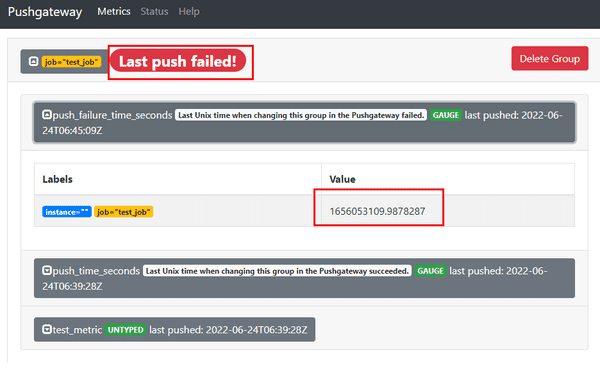 Pushgateway Metrics Status Help
job="test_job" Last push failed! Delete Group
push_failure_time_seconds Last Unix time when changing this group in the Pushgateway failed. GAUGE last pushed: 2022-06-
24T06:45:09Z
Labels Value
instance="" job="test_job" 1656053109.9878287
push_time_seconds Last Unix time when changing this group in the Pushgateway succeeded. GAUGE last pushed: 2022-06-
24T06:39:28Z
test_metric UNTYPED last pushed: 2022-06-24T06:39:28Z